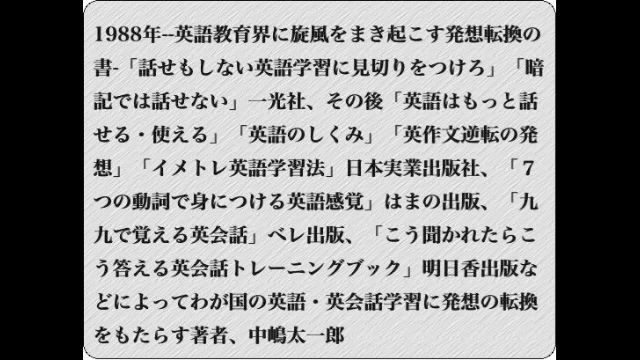 1988年--英語教育界に旋風をまき起こす発想転換の
書-「話せもしない英語学習に見切りをつけろ」「暗
記では話せない」一光社、その後「英語はもっと話
せる・使える」「英語のしくみ」「英作文逆転の発
想」「イメトレ英語学習法」日本実業出版社、「７
つの動詞で身につける英語感覚」はまの出版、「九
九で覚える英会話」ベレ出版、「こう聞かれたらこ
う答える英会話トレーニングブック」明日香出版な
どによってわが国の英語・英会話学習に発想の転換
をもたらす著者、中嶋太一郎